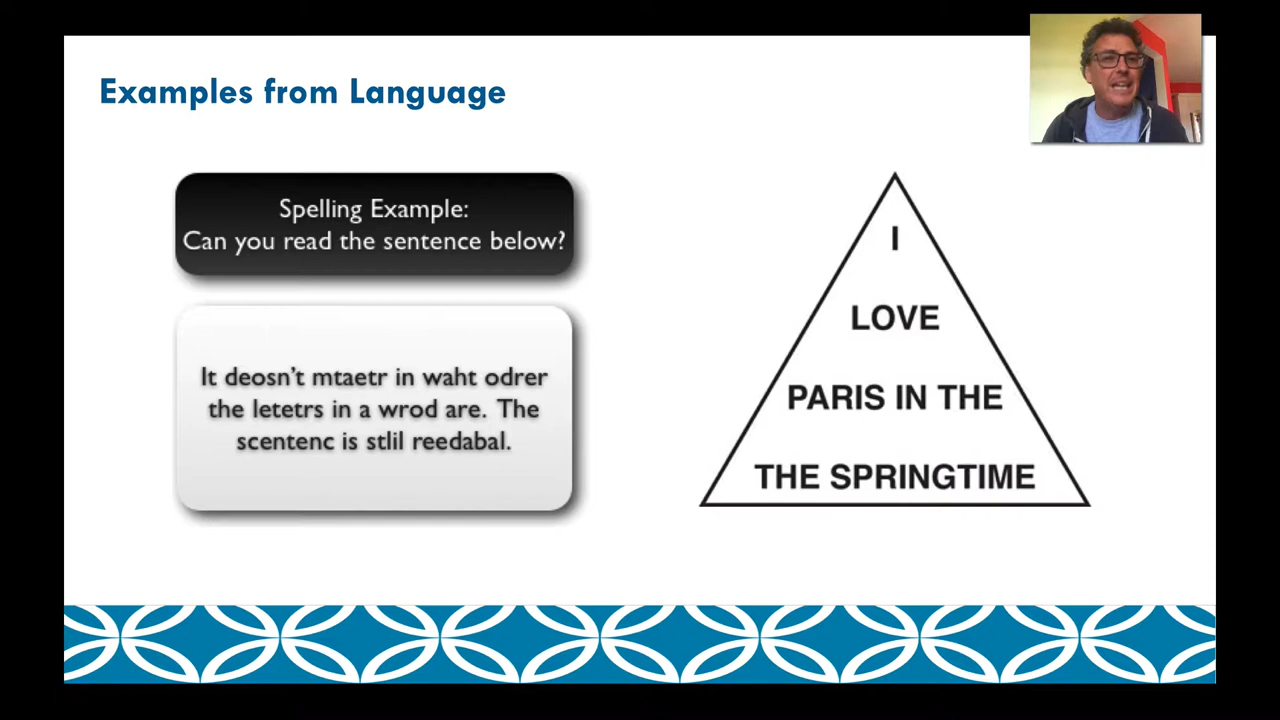 Examples from Language
Spelling Example:
Can you read the sentence below?
It deosn't mtaetr in waht odrer
the letetrs in a wrod are. The
scentenc is stlil reedabal.
I
LOVE
PARIS IN THE
THE SPRINGTIME